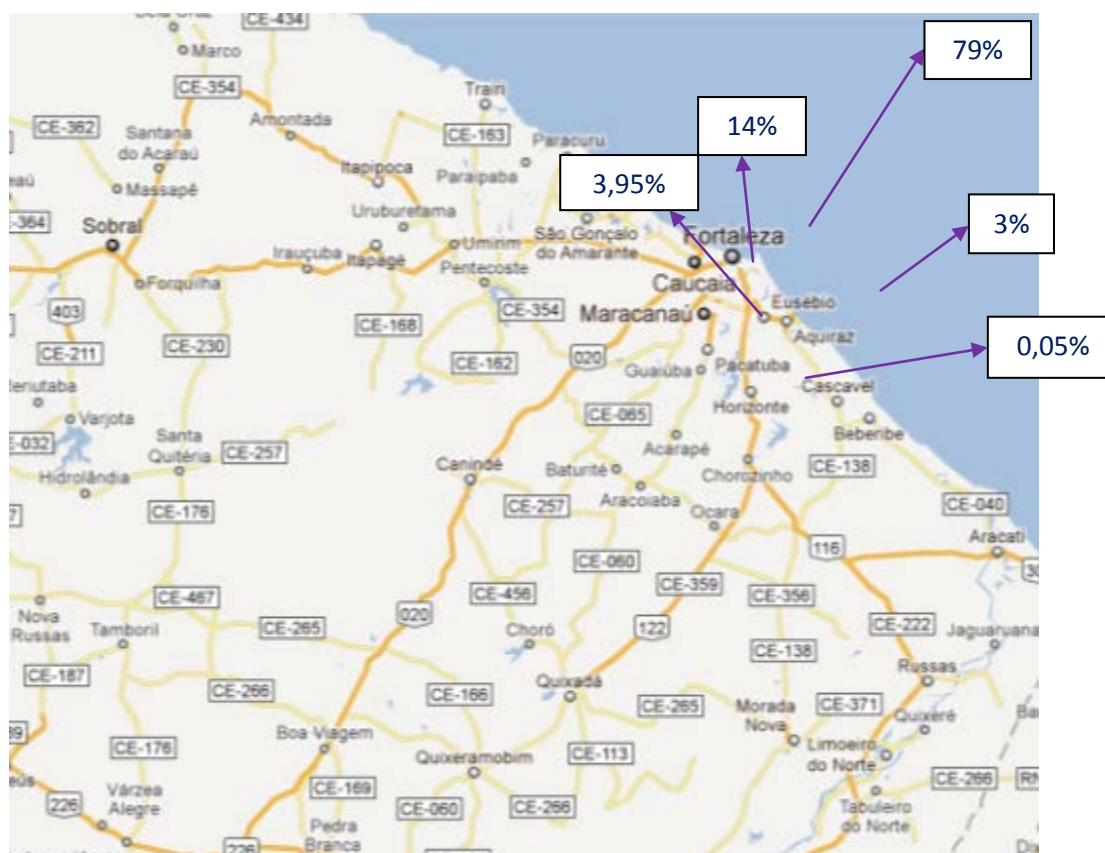 CE-434
Marco
79%
CE-354
Trairi
CE-362
Amontada
CE-163
14%
Santana
do Acaraú
Paracuru
Itapipoca
Paraipaba
3,95%
Massapê
Uruburetama
CE-364
Sobral
São Gonçalo
do Amarante
Fortaleza
3%
Umirim
Irauçuba
Itapagé
Pentecoste
Caucaia
Forquilha
403
CE-354
Maracanaú
Eusébio
CE-168
Aquiraz
CE-211
CE-230
020
0,05%
CE-162
Guaiúba
Pacatuba
Cascavel
Horizonte
Varjota
CE-065
Beberibe
CE-032
Santa
Quitéria
CE-257
Acarapé
Canindé
Baturité
Chorozinho
CE-138
Hidrolândia
Aracoiaba
CE-176
CE-257
Ocara
CE-040
Aracati
116
CE-060
CE-359
CE-467
CE-456
CE-356
Nova
Russas
Tamboril
CE-265
020
Choró
122
CE-222
Jaguaruana
CE-138
CE-187
CE-266
CE-166
Quixadá
Russas
CE-265
Morada
Nova
CE-371
Quixeré
CE-176
Boa Viagem
Quixeramobim
CE-113
Limoeiro
do Norte
CE-266
RN
CE-169
Várzea
Alegre
226
CE-060
CE-266
Tabuleiro
do Norte
Pedra
Branca
226